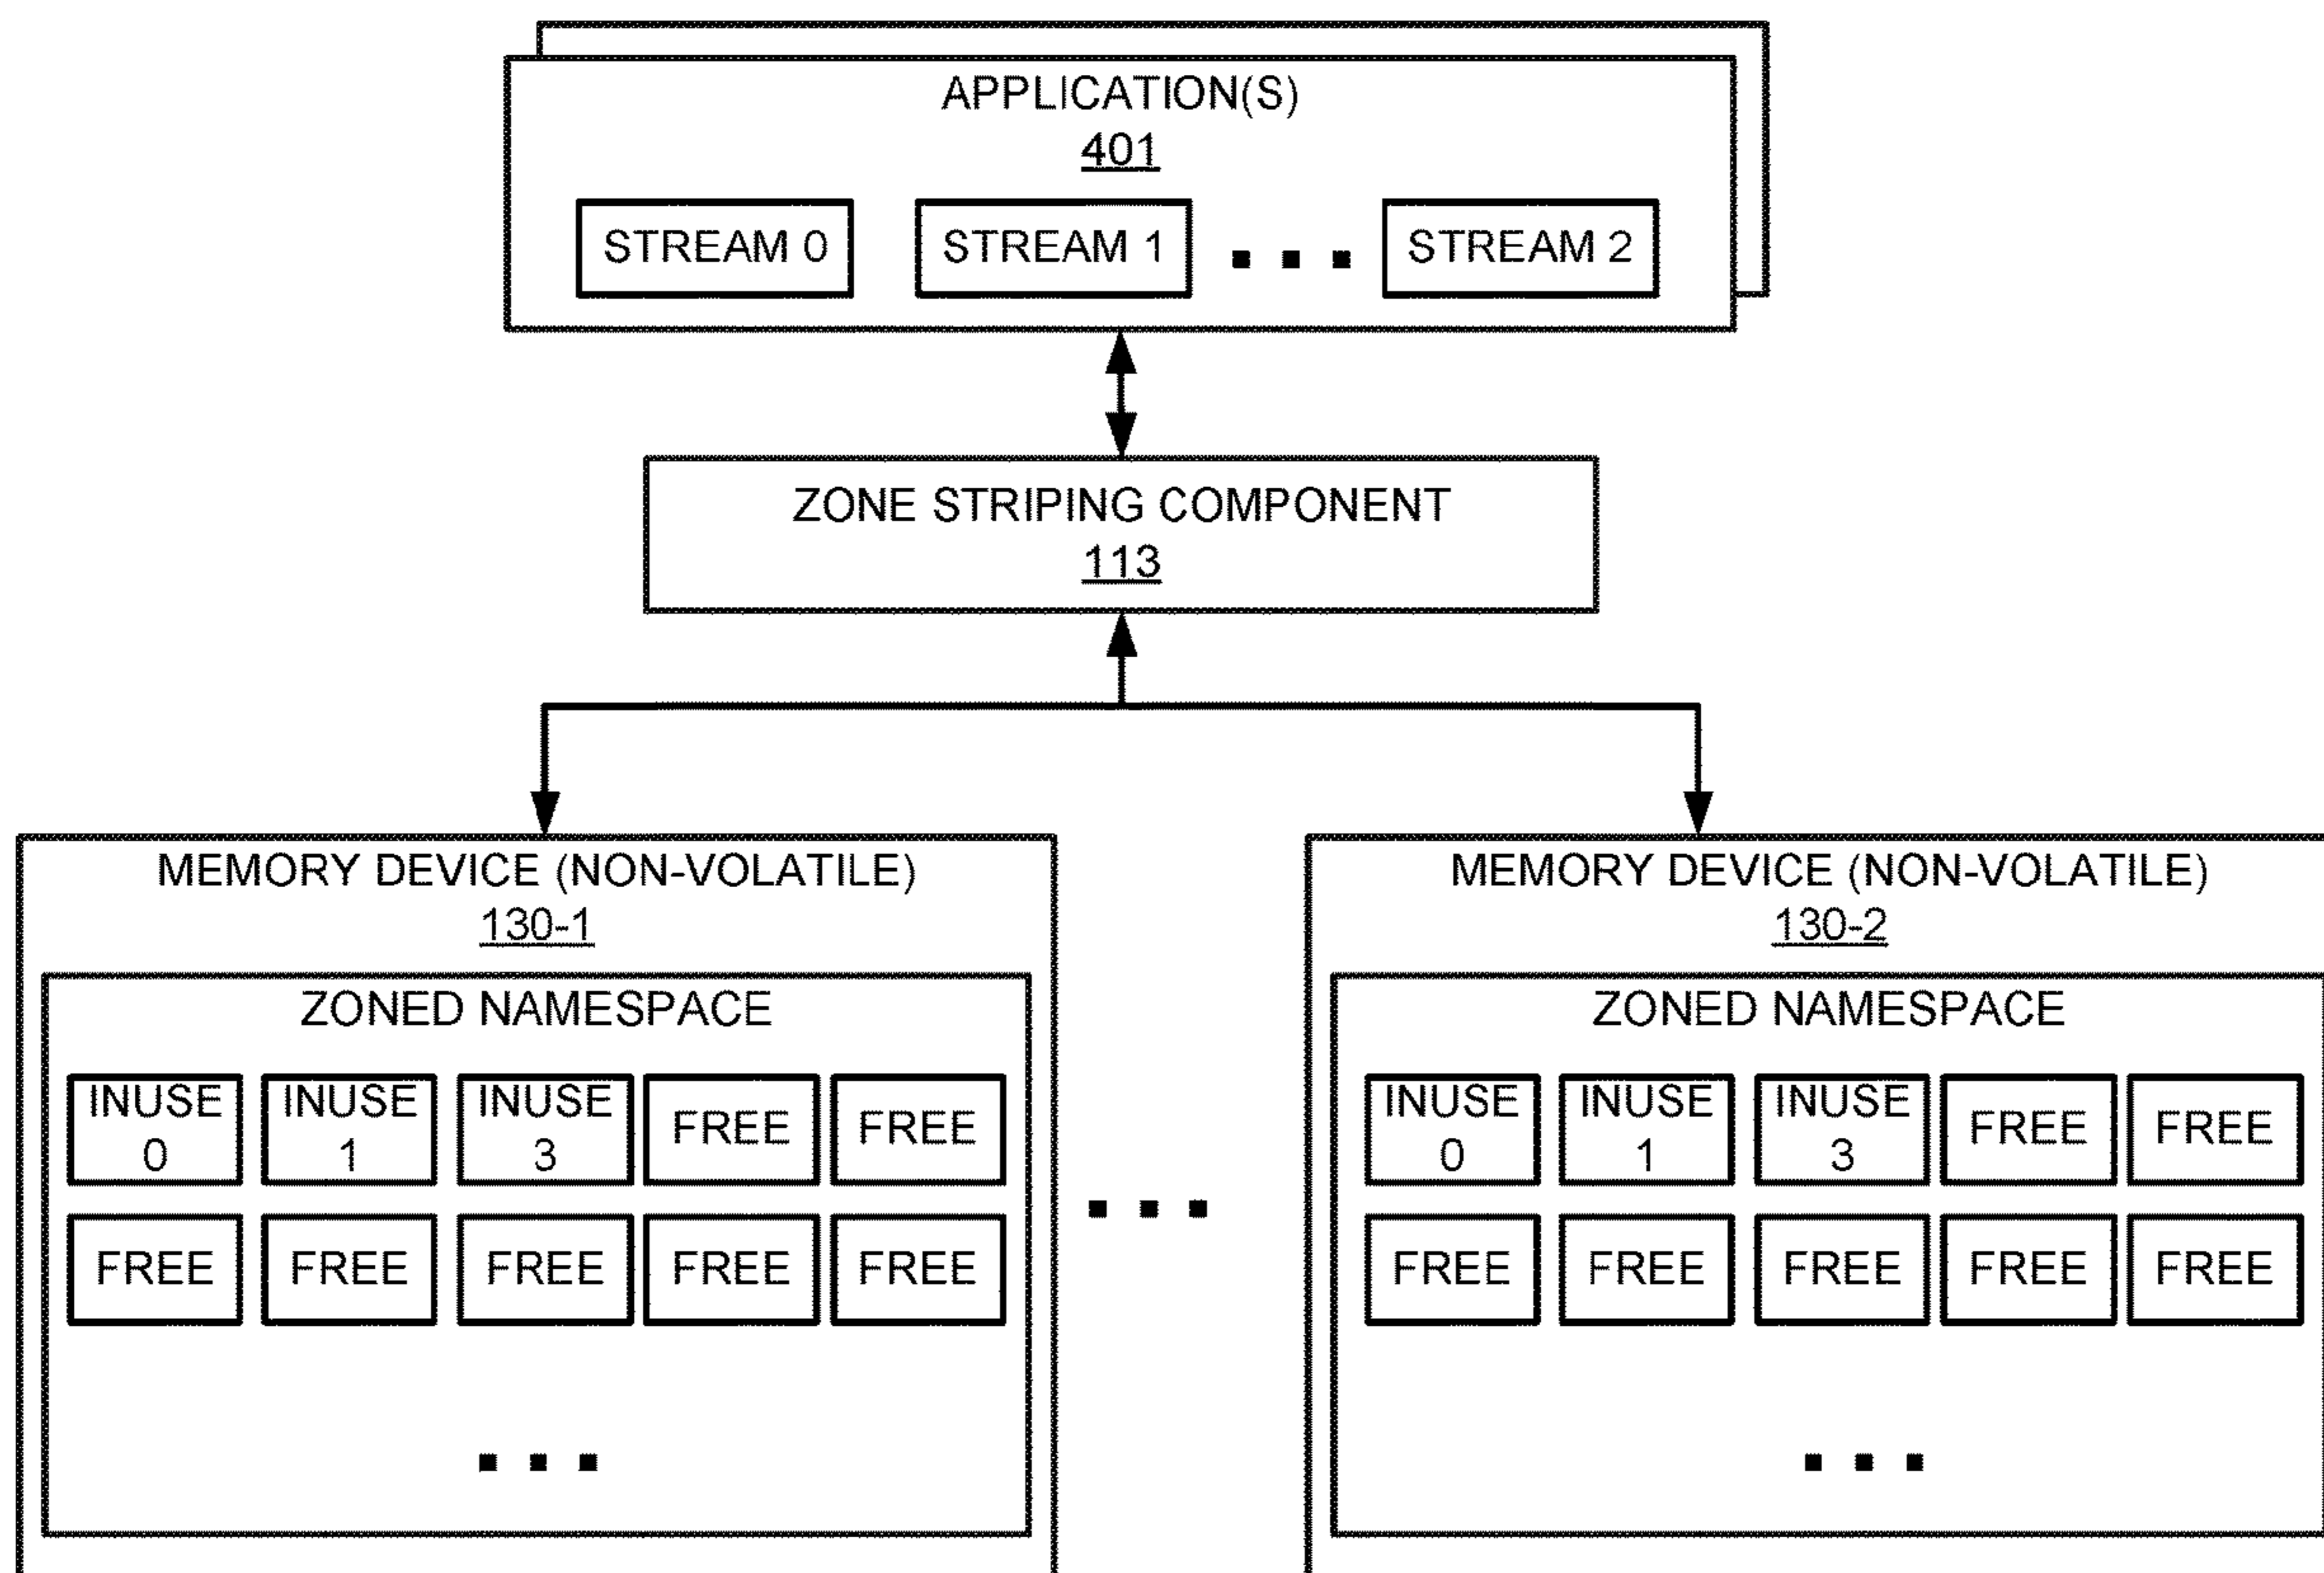 APPLICATION(S)
401
STREAM 0
STREAM 1
STREAM 2
ZONE STRIPING COMPONENT
113
MEMORY DEVICE (NON-VOLATILE)
130-1
ZONED NAMESPACE
INUSE
0
INUSE
1
INUSE
3
FREE
FREE
FREE
FREE
FREE
FREE
FREE
MEMORY DEVICE (NON-VOLATILE)
130-2
ZONED NAMESPACE
INUSE
0
INUSE
1
INUSE
3
FREE
FREE
FREE
FREE
FREE
FREE
FREE